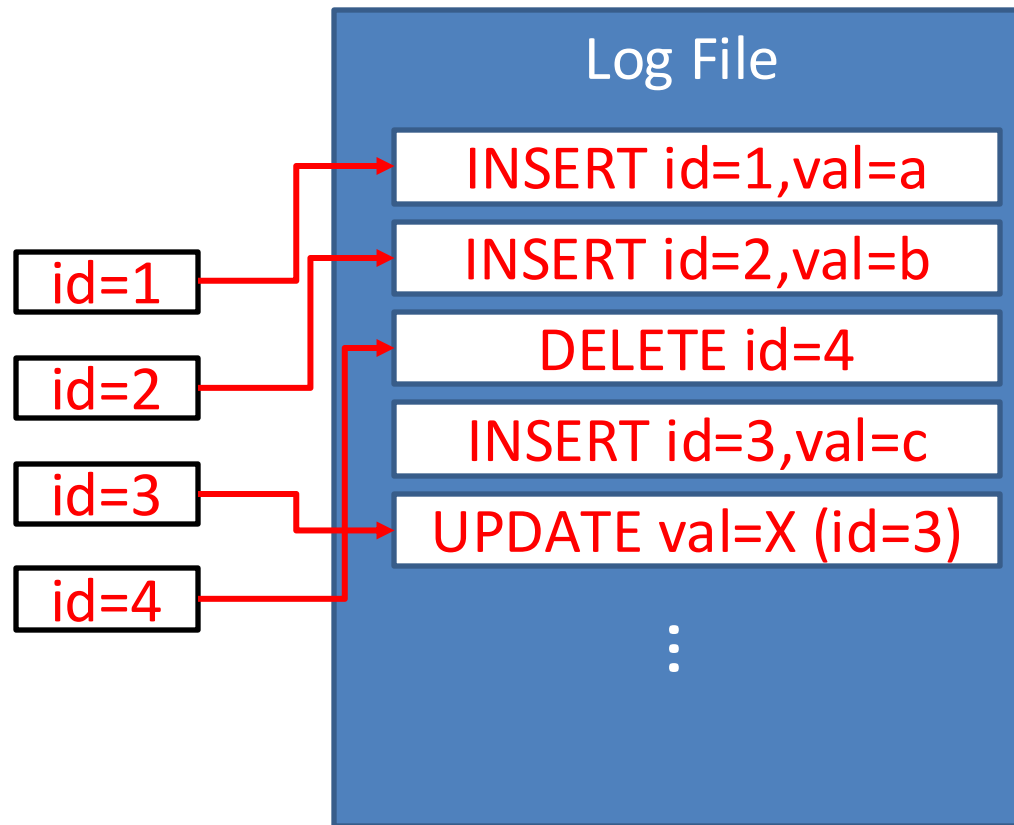 Log File
INSERT id=1,val=a
INSERT id=2,val=b
DELETE id=4
INSERT id=3,val=c
UPDATE val=X (id=3)
⋮
id=1
id=2
id=3
id=4